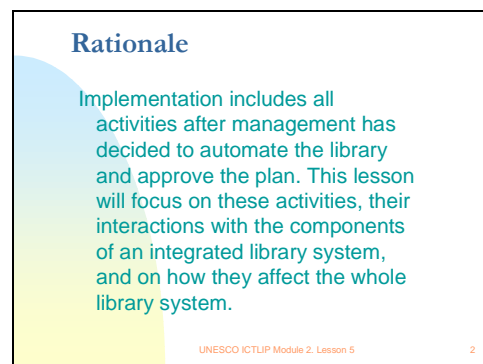 Rationale
Implementation includes all
activities after management has
decided to automate the library
and approve the plan. This lesson
will focus on these activities, their
interactions with the components
of an integrated library system,
and on how they affect the whole
library system.
UNESCO ICTLIP Module 2. Lesson 5 2